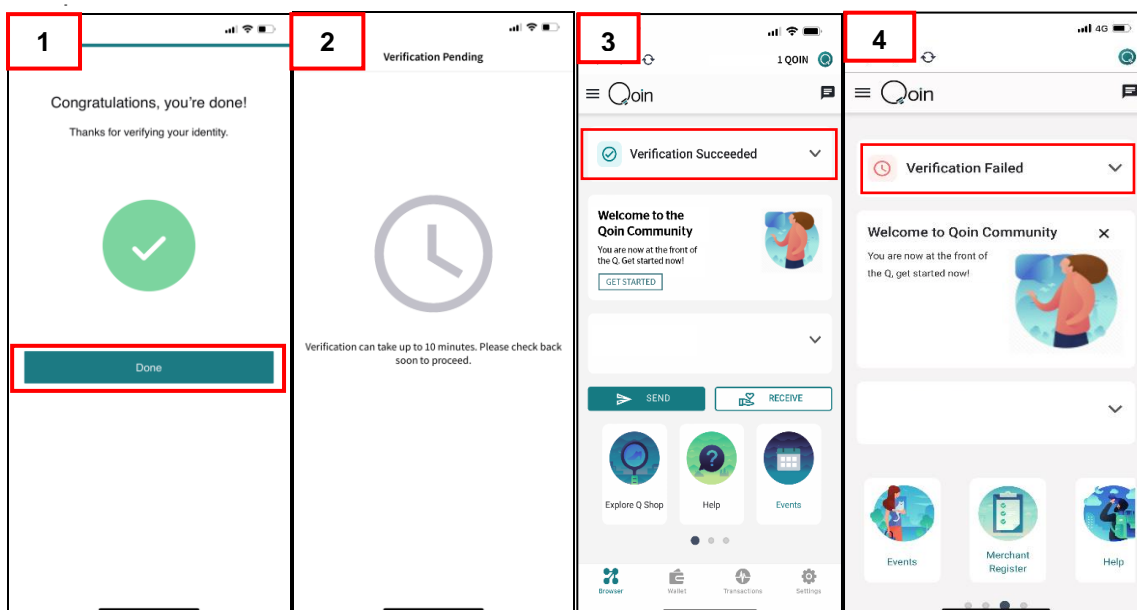 1
Congratulations, you're done!
Thanks for verifying your identity.
Done
2
Verification Pending
Verification can take up to 10 minutes. Please check back
soon to proceed.
3
1 QOIN
Qoin
Verification Succeeded
Welcome to the
Qoin Community
You are now at the front of
the Q. Get started now!
GET STARTED
SEND
RECEIVE
Explore Q Shop
Help
Events
Browser
Wallet
Transactions
Settings
4
4G
Qoin
Verification Failed
Welcome to Qoin Community
You are now at the front of
the Q, get started now!
Events
Merchant
Register
Help